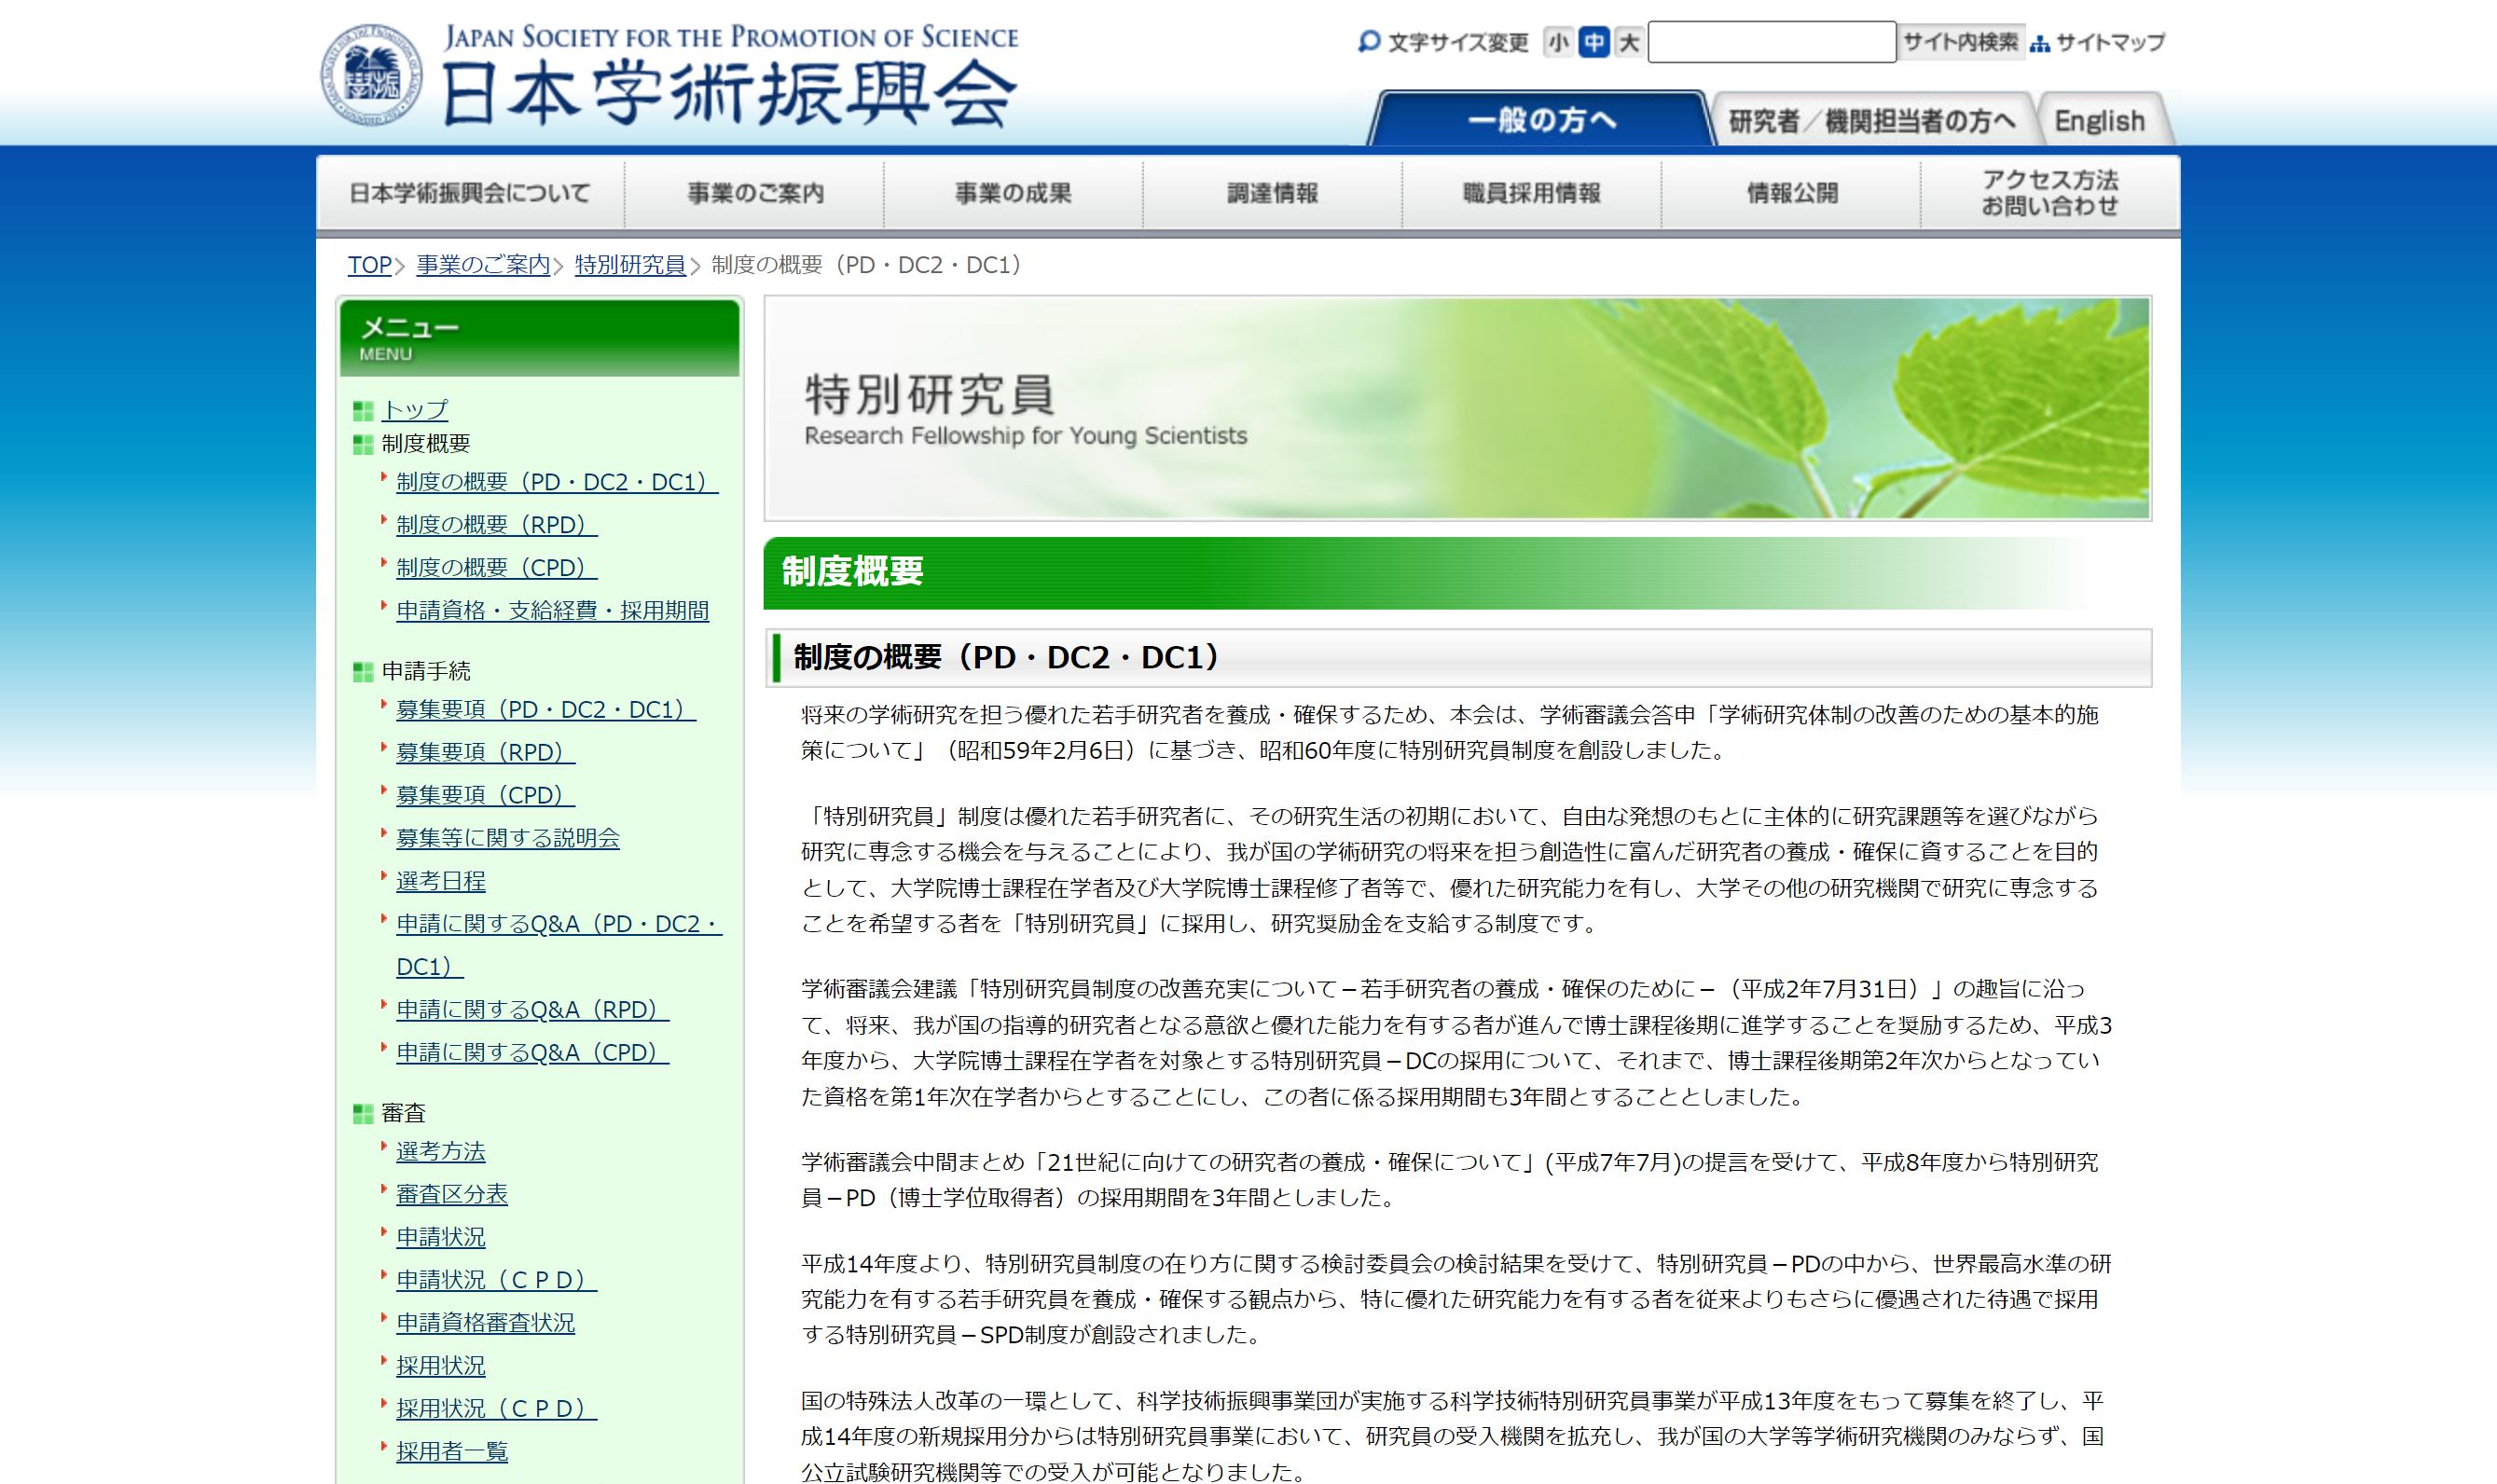 JAPAN SOCIETY FOR THE PROMOTION OF SCIENCE
日本学術振興会
文字サイズ変更 小 中 大 サイト内検索 サイトマップ
一般の方へ 研究者／機関担当者の方へ English
日本学術振興会について 事業のご案内 事業の成果 調達情報 職員採用情報 情報公開 アクセス方法
お問い合わせ
TOP 事業のご案内 特別研究員 制度の概要（PD・DC2・DC1）
メニュー
MENU
トップ
制度概要
制度の概要（PD・DC2・DC1）
制度の概要（RPD）
制度の概要（CPD）
申請資格・支給経費・採用期間
申請手続
募集要項（PD・DC2・DC1）
募集要項（RPD）
募集要項（CPD）
募集等に関する説明会
選考日程
申請に関するQ&A（PD・DC2・
DC1）
申請に関するQ&A（RPD）
申請に関するQ&A（CPD）
審査
選考方法
審査区分表
申請状況
申請状況（ＣＰＤ）
申請資格審査状況
採用状況
採用状況（ＣＰＤ）
採用者一覧
特別研究員
Research Fellowship for Young Scientists
制度概要
制度の概要（PD・DC2・DC1）
将来の学術研究を担う優れた若手研究者を養成・確保するため、本会は、学術審議会答申「学術研究体制の改善のための基本的施
策について」（昭和59年2月6日）に基づき、昭和60年度に特別研究員制度を創設しました。
「特別研究員」制度は優れた若手研究者に、その研究生活の初期において、自由な発想のもとに主体的に研究課題等を選びながら
研究に専念する機会を与えることにより、我が国の学術研究の将来を担う創造性に富んだ研究者の養成・確保に資することを目的
として、大学院博士課程在学者及び大学院博士課程修了者等で、優れた研究能力を有し、大学その他の研究機関で研究に専念する
ことを希望する者を「特別研究員」に採用し、研究奨励金を支給する制度です。
学術審議会建議「特別研究員制度の改善充実について－若手研究者の養成・確保のために－（平成2年7月31日）」の趣旨に沿っ
て、将来、我が国の指導的研究者となる意欲と優れた能力を有する者が進んで博士課程後期に進学することを奨励するため、平成3
年度から、大学院博士課程在学者を対象とする特別研究員－DCの採用について、それまで、博士課程後期第2年次からとなってい
た資格を第1年次在学者からとすることにし、この者に係る採用期間も3年間とすることとしました。
学術審議会中間まとめ「21世紀に向けての研究者の養成・確保について」(平成7年7月)の提言を受けて、平成8年度から特別研究
員－PD（博士学位取得者）の採用期間を3年間としました。
平成14年度より、特別研究員制度の在り方に関する検討委員会の検討結果を受けて、特別研究員－PDの中から、世界最高水準の研
究能力を有する若手研究員を養成・確保する観点から、特に優れた研究能力を有する者を従来よりもさらに優遇された待遇で採用
する特別研究員－SPD制度が創設されました。
国の特殊法人改革の一環として、科学技術振興事業団が実施する科学技術特別研究員事業が平成13年度をもって募集を終了し、平
成14年度の新規採用分からは特別研究員事業において、研究員の受入機関を拡充し、我が国の大学等学術研究機関のみならず、国
公立試験研究機関等での受入が可能となりました。